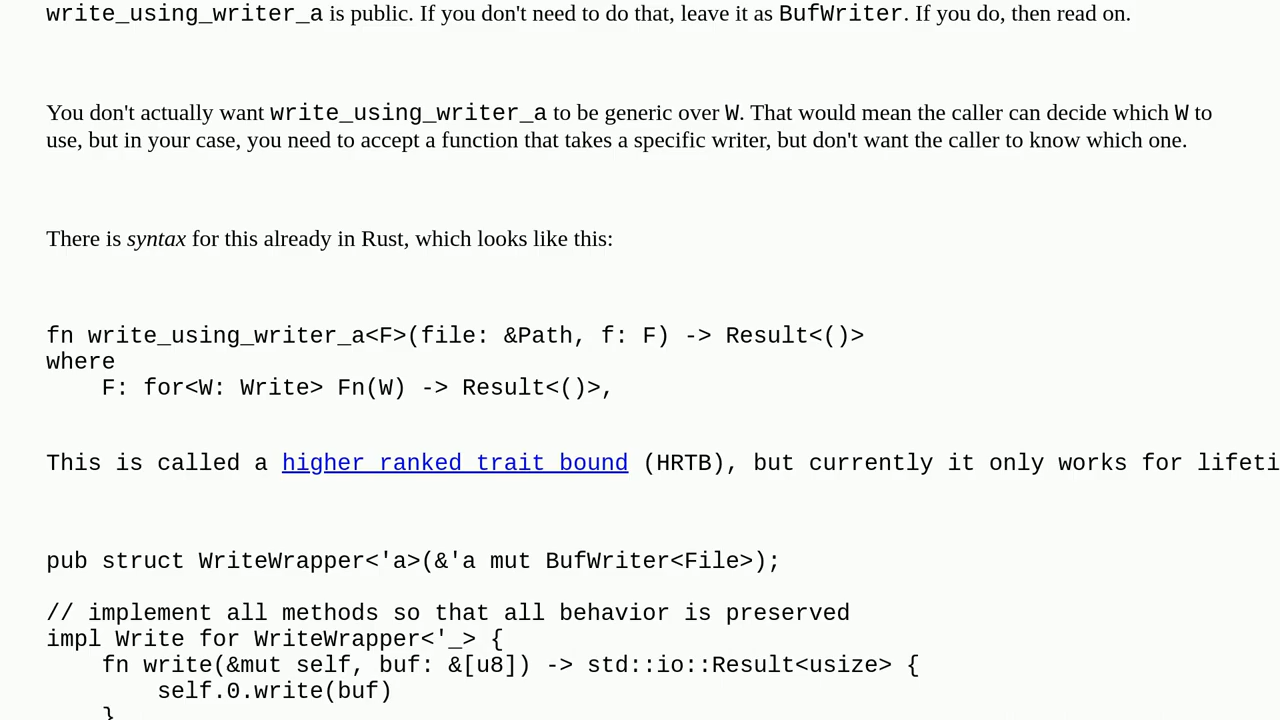 write_using_writer_a is public. If you don't need to do that, leave it as BufWriter. If you do, then read on.
You don't actually want write_using_writer_a to be generic over W. That would mean the caller can decide which W to
use, but in your case, you need to accept a function that takes a specific writer, but don't want the caller to know which one.
There is syntax for this already in Rust, which looks like this:
fn write_using_writer_a<F>(file: &Path, f: F) -> Result<()>
where
    F: for<W: Write> Fn(W) -> Result<()>,
This is called a higher ranked trait bound (HRTB), but currently it only works for lifeti
pub struct WriteWrapper<'a>(&'a mut BufWriter<File>);
// implement all methods so that all behavior is preserved
impl Write for WriteWrapper<'_> {
    fn write(&mut self, buf: &[u8]) -> std::io::Result<usize> {
        self.0.write(buf)
    }